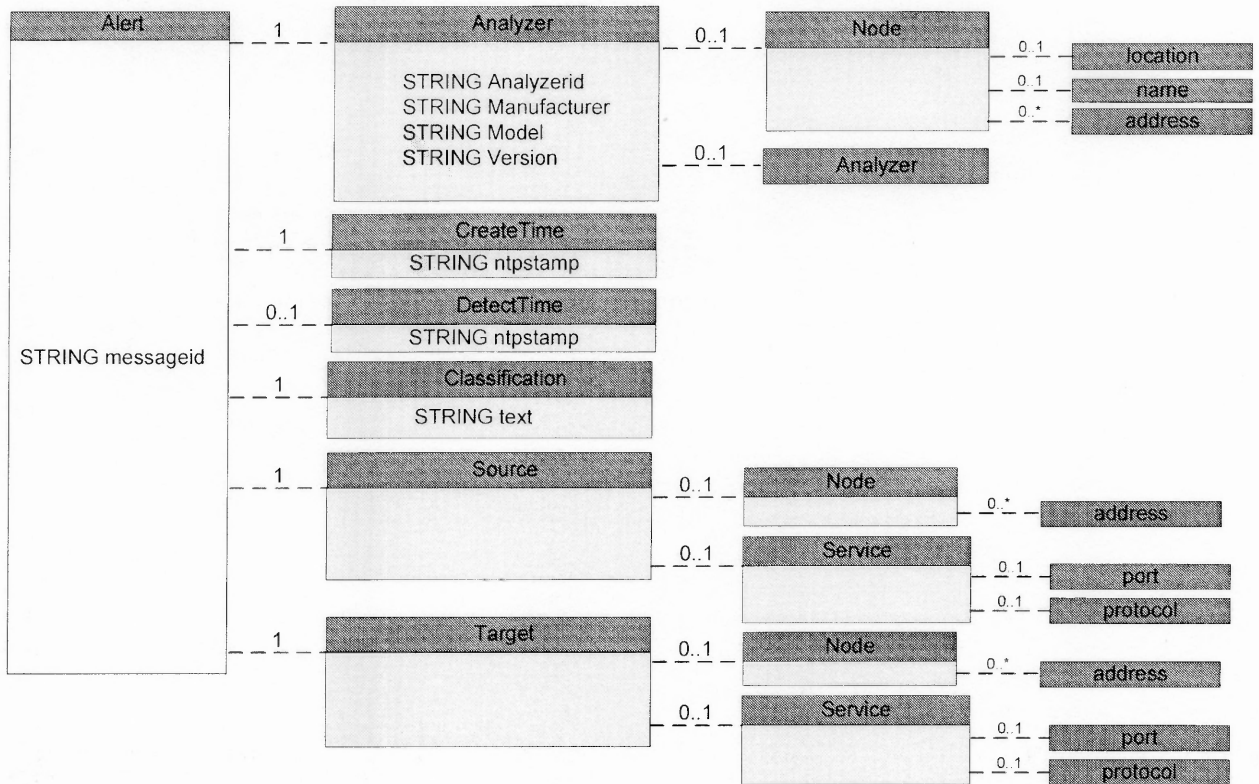 Alert
STRING messageid
1
Analyzer
STRING Analyzerid
STRING Manufacturer
STRING Model
STRING Version
0..1
Node
0..1
location
0..1
name
0..*
address
0..1
Analyzer
1
CreateTime
STRING ntpstamp
0..1
DetectTime
STRING ntpstamp
1
Classification
STRING text
1
Source
0..1
Node
0..*
address
0..1
Service
0..1
port
0..1
protocol
1
Target
0..1
Node
0..*
address
0..1
Service
0..1
port
0..1
protocol